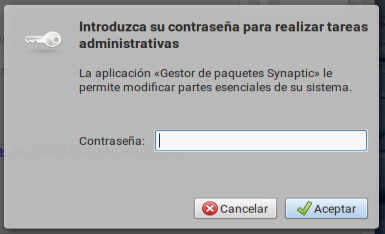 Introduzca su contraseña para realizar tareas
administrativas
La aplicación «Gestor de paquetes Synaptic» le
permite modificar partes esenciales de su sistema.
Contraseña:
Cancelar
Aceptar